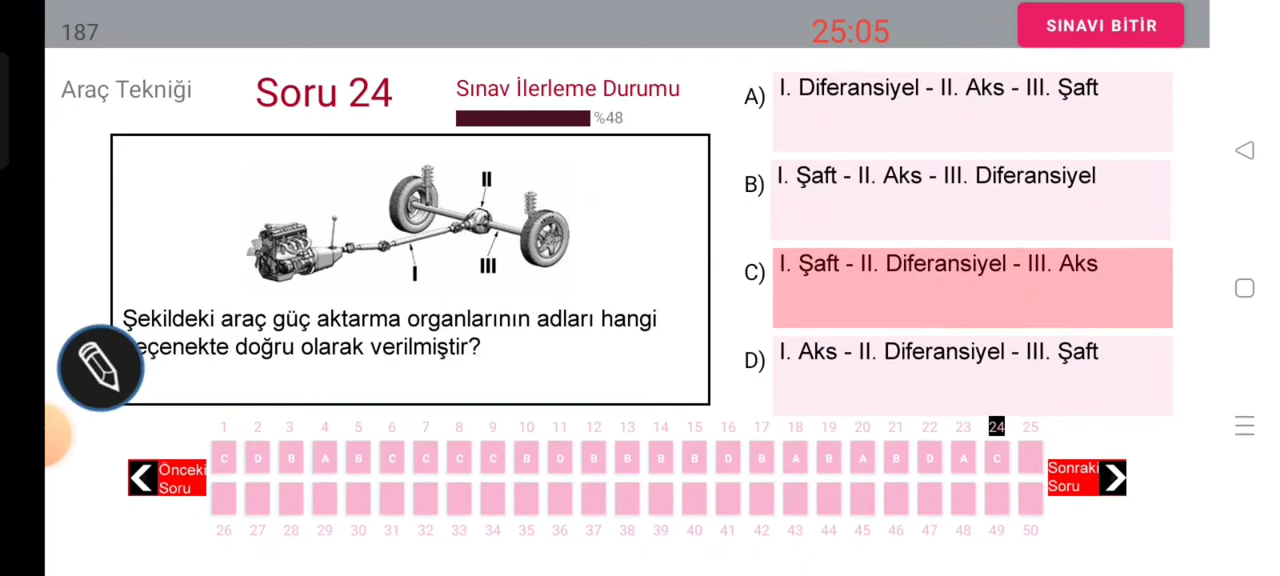 187
25:05
SINAVI BİTİR
Araç Tekniği
Soru 24
Sınav İlerleme Durumu
%48
I
II
III
Şekildeki araç güç aktarma organlarının adları hangi
eçenekte doğru olarak verilmiştir?
A) I. Diferansiyel - II. Aks - III. Şaft
B) I. Şaft - II. Aks - III. Diferansiyel
C) I. Şaft - II. Diferansiyel - III. Aks
D) I. Aks - II. Diferansiyel - III. Şaft
1 2 3 4 5 6 7 8 9 10 11 12 13 14 15 16 17 18 19 20 21 22 23 24 25
C D B A B C C C C B D B B B B D B A B A B D A C
Önceki
Soru
Sonraki
Soru
26 27 28 29 30 31 32 33 34 35 36 37 38 39 40 41 42 43 44 45 46 47 48 49 50